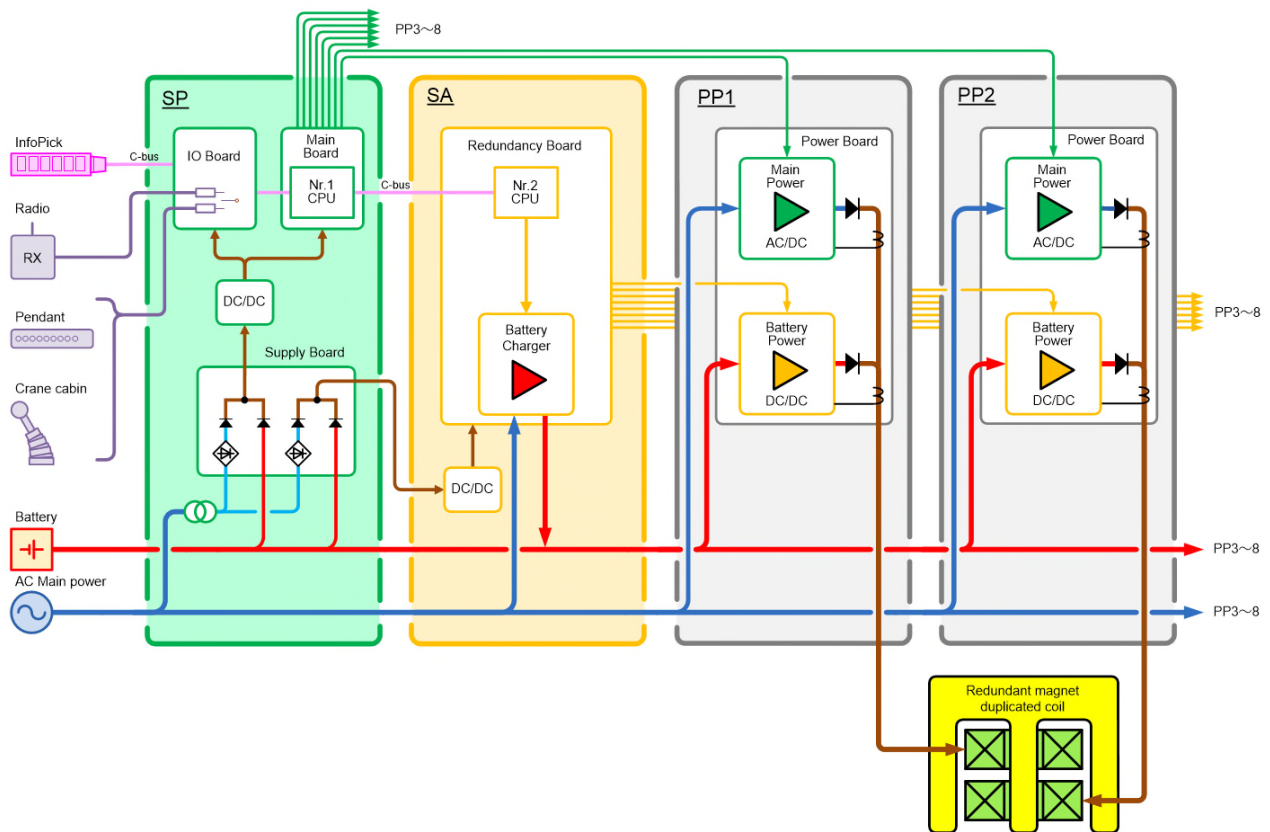 PP3～8
SP
SA
PP1
PP2
InfoPick
C-bus
IO Board
Main
Board
Nr.1
CPU
C-bus
Redundancy Board
Nr.2
CPU
Power Board
Main
Power
AC/DC
Power Board
Main
Power
AC/DC
Radio
RX
DC/DC
Pendant
Supply Board
Battery
Charger
Battery
Power
DC/DC
Battery
Power
DC/DC
PP3～8
Crane cabin
DC/DC
Battery
PP3～8
AC Main power
PP3～8
Redundant magnet
duplicated coil